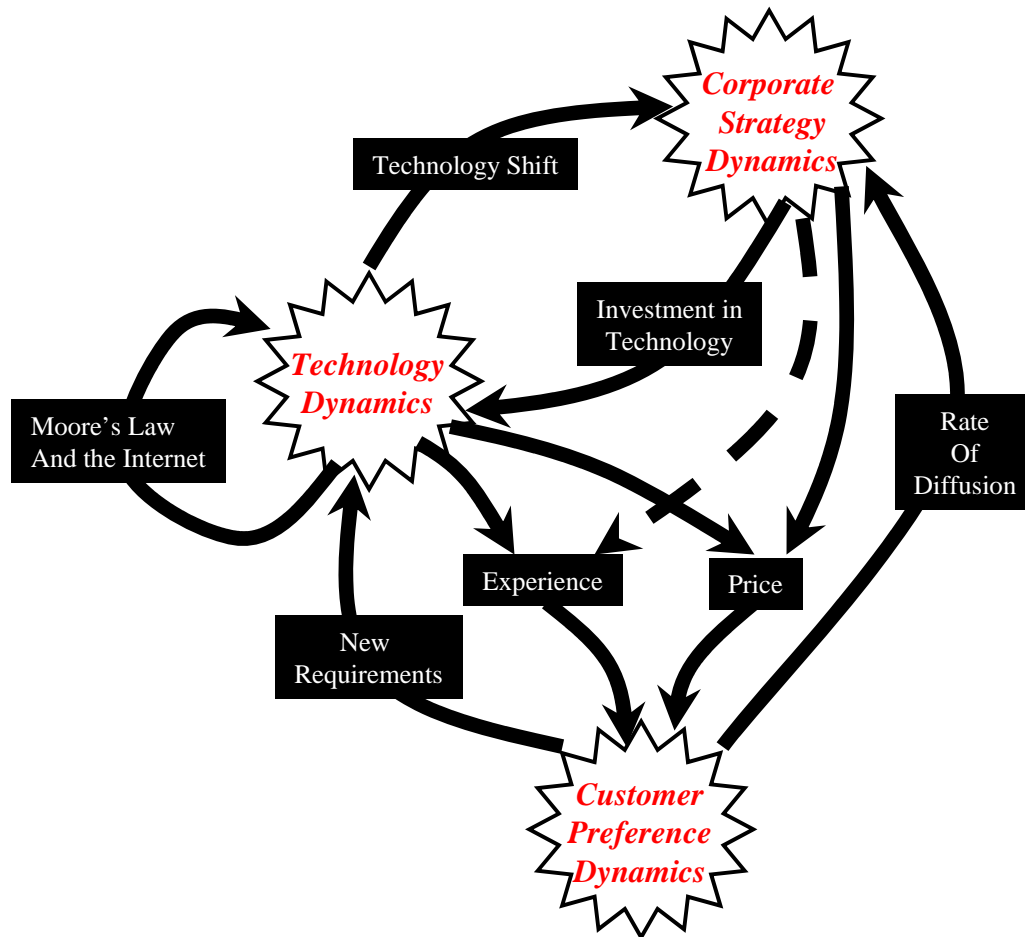 Corporate
Strategy
Dynamics
Technology Shift
Investment in
Technology
Technology
Dynamics
Moore’s Law
And the Internet
Rate
Of
Diffusion
Experience
Price
New
Requirements
Customer
Preference
Dynamics